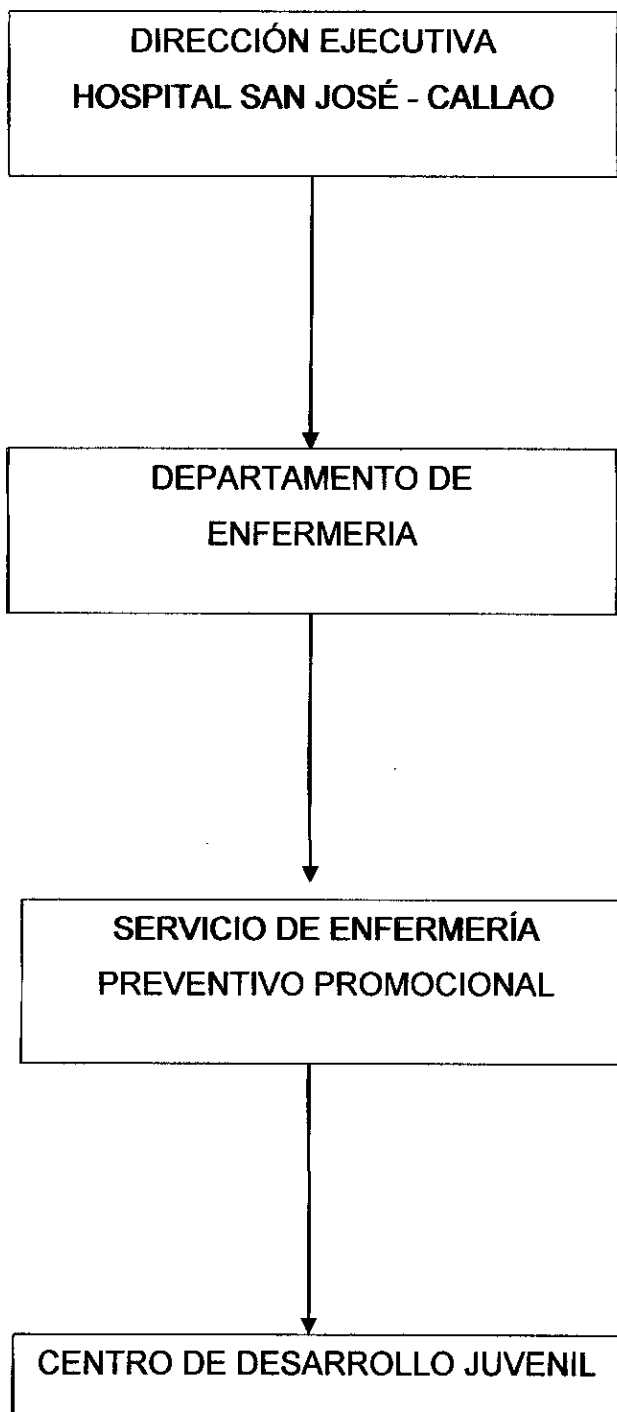 DIRECCIÓN EJECUTIVA
HOSPITAL SAN JOSÉ - CALLAO
DEPARTAMENTO DE
ENFERMERIA
SERVICIO DE ENFERMERÍA
PREVENTIVO PROMOCIONAL
CENTRO DE DESARROLLO JUVENIL